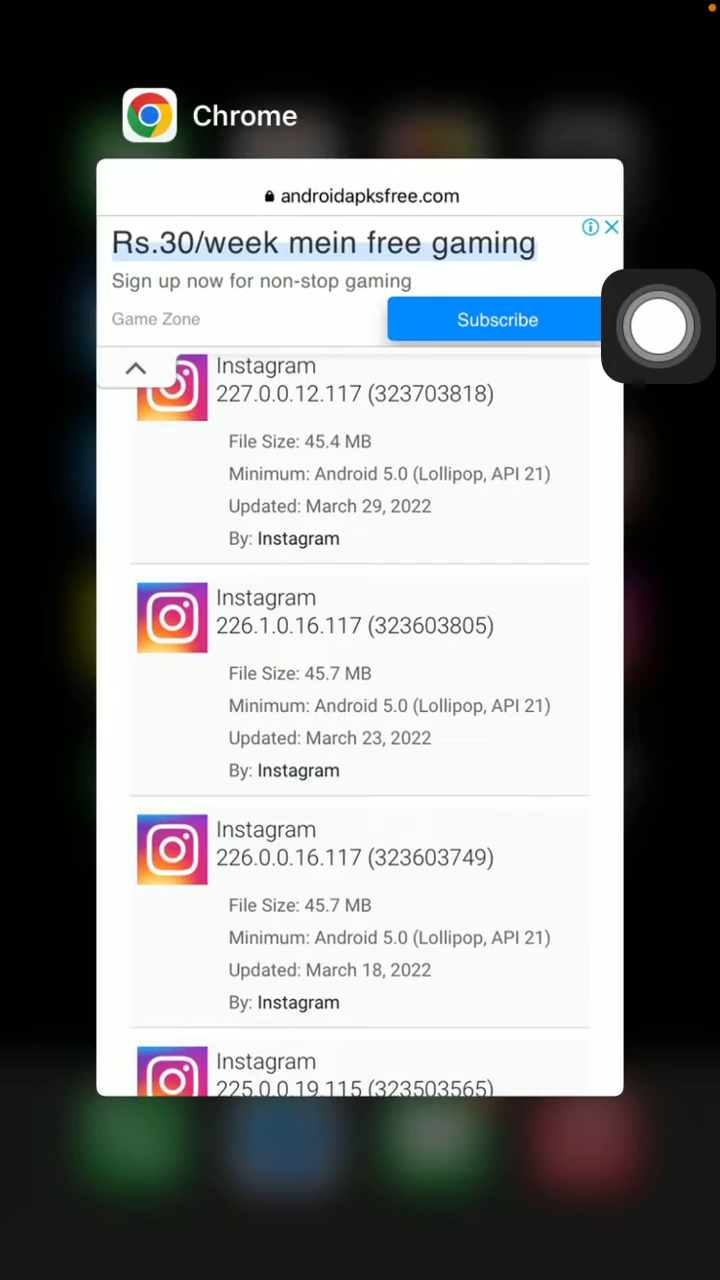 Chrome
androidapksfree.com
Rs.30/week mein free gaming
Sign up now for non-stop gaming
Game Zone
Subscribe
Instagram
227.0.0.12.117 (323703818)
File Size: 45.4 MB
Minimum: Android 5.0 (Lollipop, API 21)
Updated: March 29, 2022
By: Instagram
Instagram
226.1.0.16.117 (323603805)
File Size: 45.7 MB
Minimum: Android 5.0 (Lollipop, API 21)
Updated: March 23, 2022
By: Instagram
Instagram
226.0.0.16.117 (323603749)
File Size: 45.7 MB
Minimum: Android 5.0 (Lollipop, API 21)
Updated: March 18, 2022
By: Instagram
Instagram
225.0.0.19.115 (323503565)